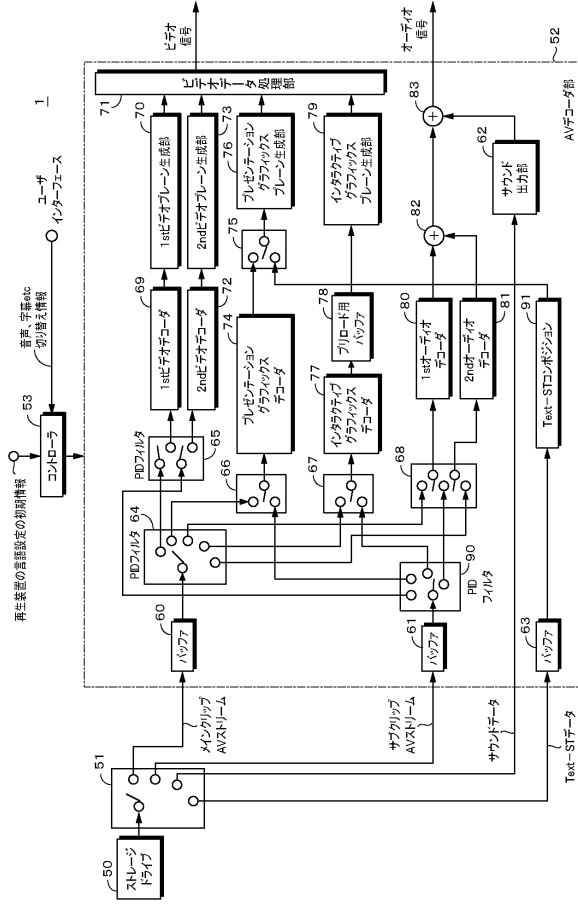 1
再生装置の言語設定の初期情報
コントローラ
53
音声、字幕etc
切り替え情報
ユーザ
インターフェース
50
ストレージ
ドライブ
51
メインクリップ
AVストリーム
サブクリップ
AVストリーム
サウンドデータ
Text-STデータ
60
バッファ
61
バッファ
63
バッファ
PIDフィルタ
64
90
PID
フィルタ
PIDフィルタ
65
66
67
68
69
1stビデオデコーダ
72
2ndビデオデコーダ
74
プレゼンテーション
グラフィックス
デコーダ
77
インタラクティブ
グラフィックス
デコーダ
78
プリロード用
バッファ
80
1stオーディオ
デコーダ
81
2ndオーディオ
デコーダ
91
Text-STコンポジション
70
1stビデオプレーン生成部
73
2ndビデオプレーン生成部
75
76
プレゼンテーション
グラフィックス
プレーン生成部
79
インタラクティブ
グラフィックス
プレーン生成部
82
83
62
サウンド
出力部
71
ビデオデータ処理部
ビデオ
信号
オーディオ
信号
52
AVデコーダ部